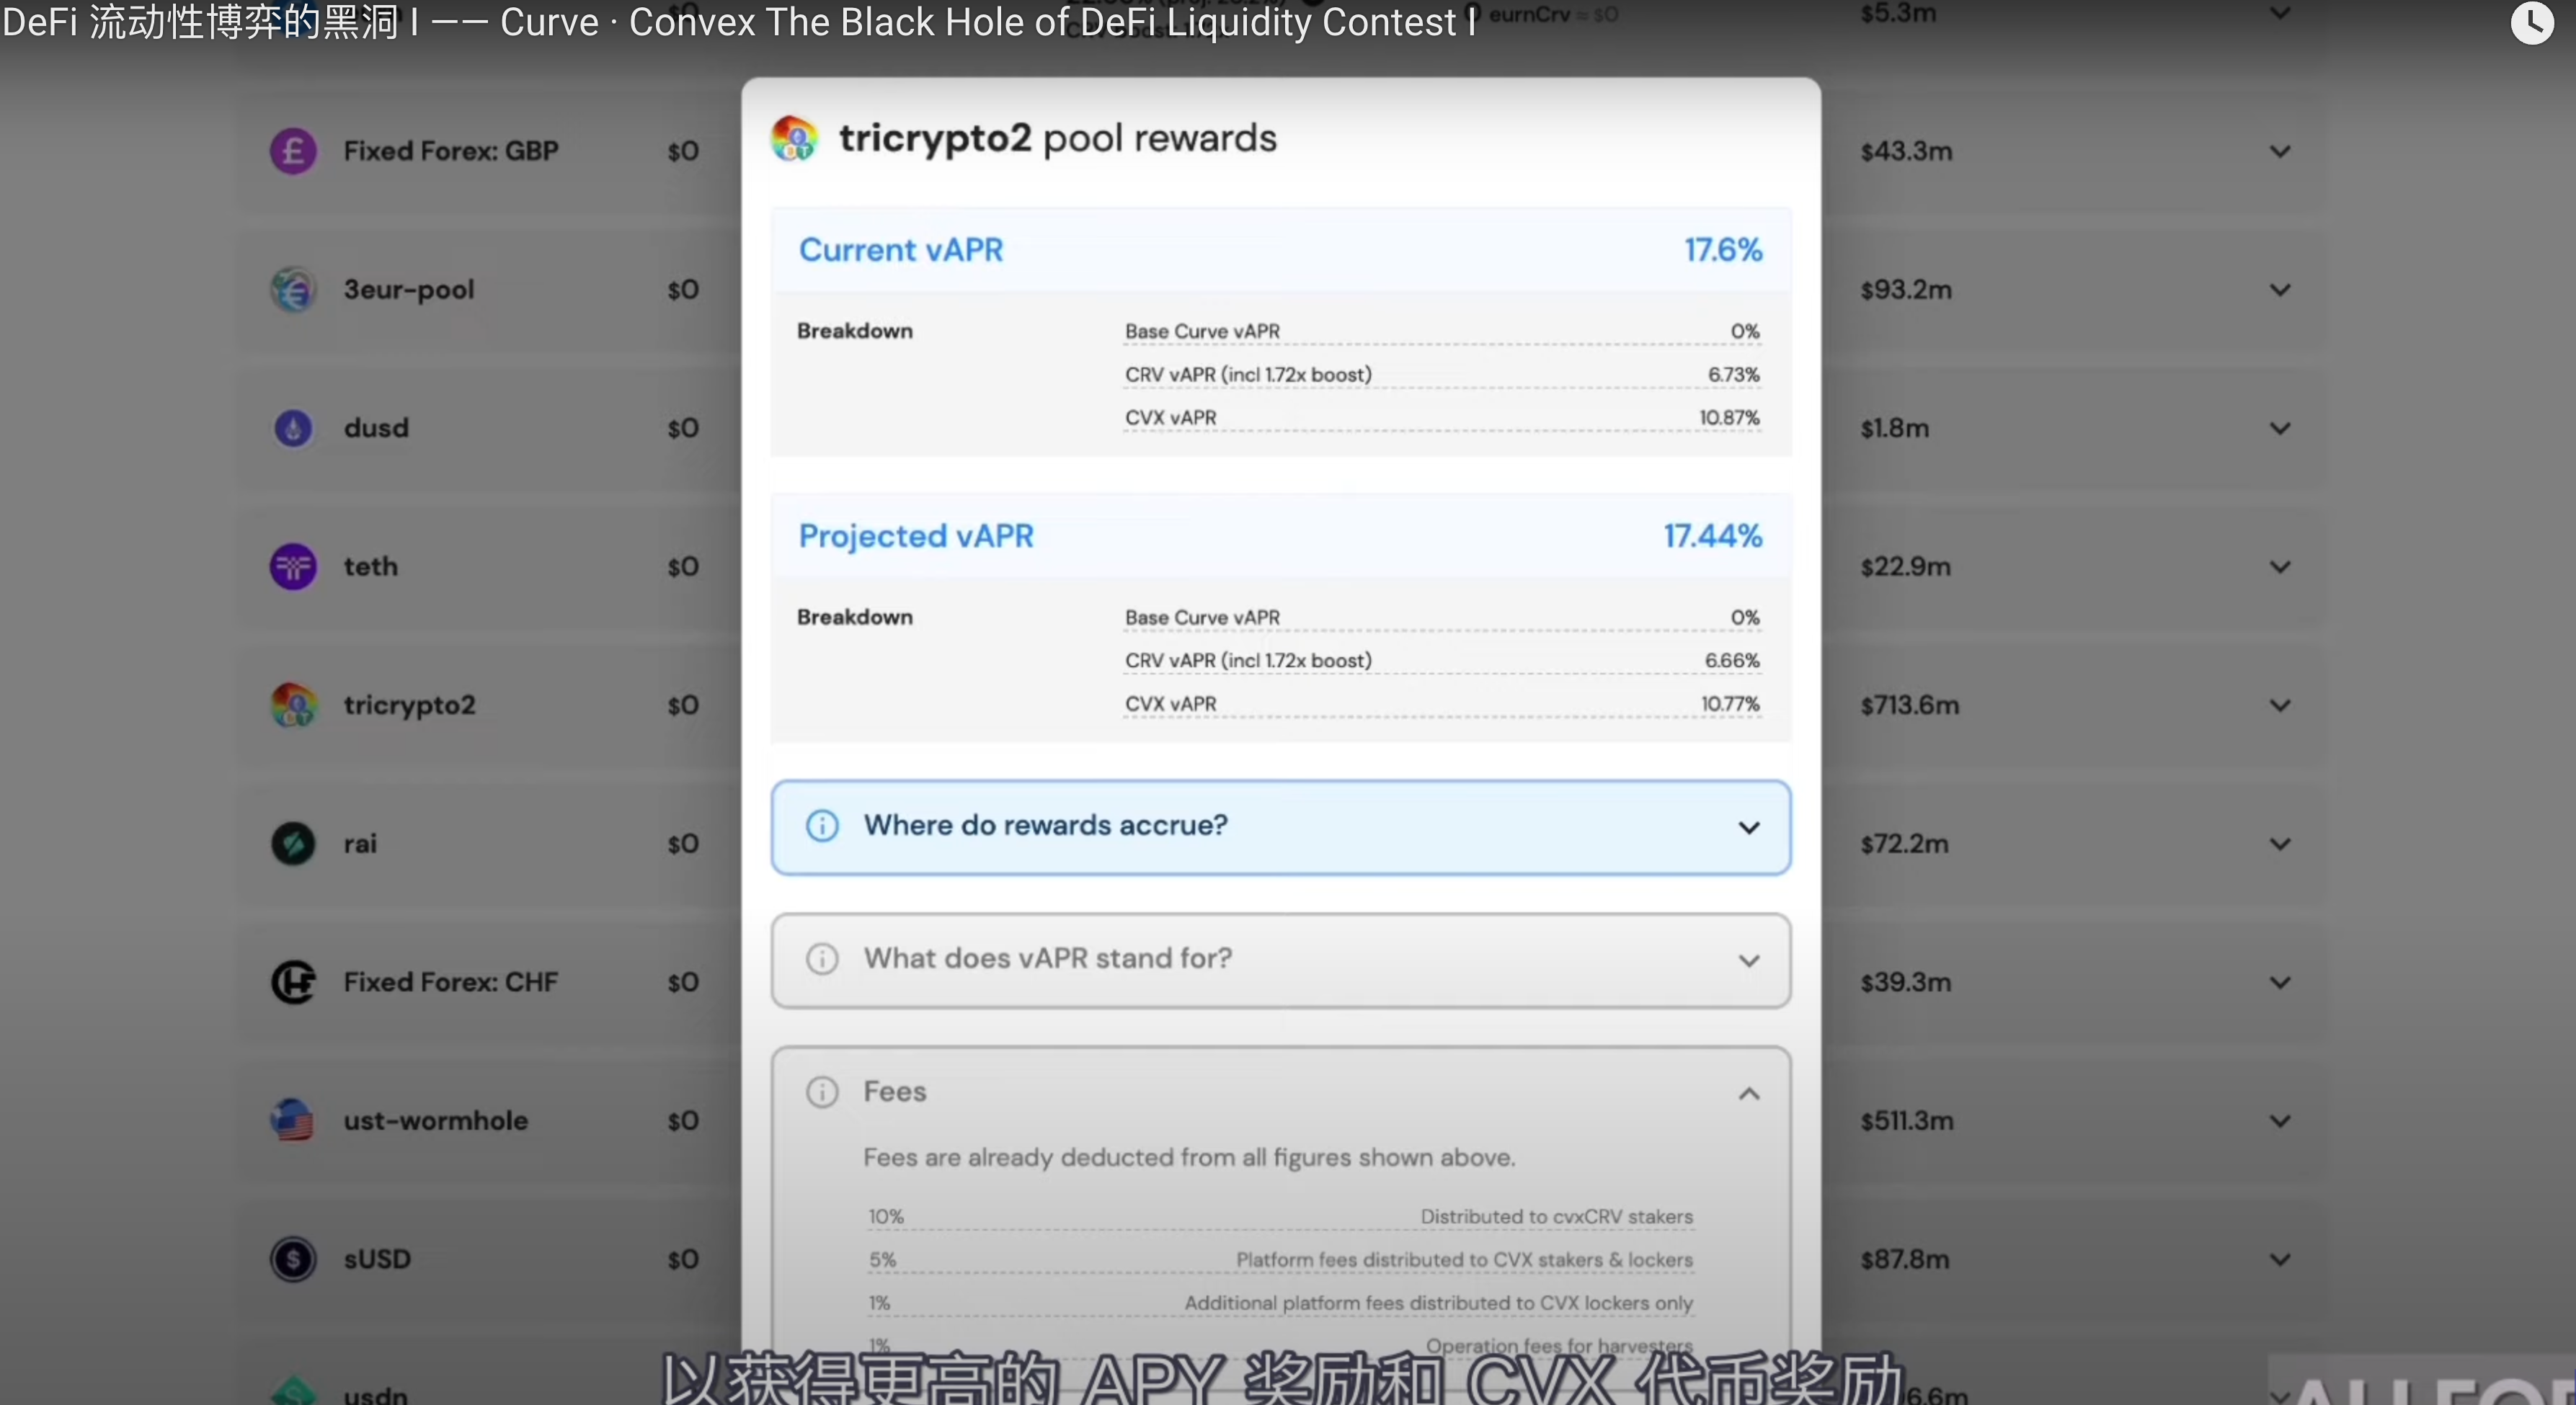 DeFi 流动性博弈的黑洞 I —— Curve · Convex The Black Hole of DeFi Liquidity Contest I
$0
0 eurnCrv ≈ $0
$5.3m
Fixed Forex: GBP
$0
$43.3m
3eur-pool
$0
$93.2m
dusd
$0
$1.8m
teth
$0
$22.9m
tricrypto2
$0
$713.6m
rai
$0
$72.2m
Fixed Forex: CHF
$0
$39.3m
ust-wormhole
$0
$511.3m
sUSD
$0
$87.8m
usdn
tricrypto2 pool rewards
Current vAPR 17.6%
Breakdown
Base Curve vAPR 0%
CRV vAPR (incl 1.72x boost) 6.73%
CVX vAPR 10.87%
Projected vAPR 17.44%
Breakdown
Base Curve vAPR 0%
CRV vAPR (incl 1.72x boost) 6.66%
CVX vAPR 10.77%
Where do rewards accrue?
What does vAPR stand for?
Fees
Fees are already deducted from all figures shown above.
10% Distributed to cvxCRV stakers
5% Platform fees distributed to CVX stakers & lockers
1% Additional platform fees distributed to CVX lockers only
1% Operation fees for harvesters
以获得更高的 APY 奖励和 CVX 代币奖励